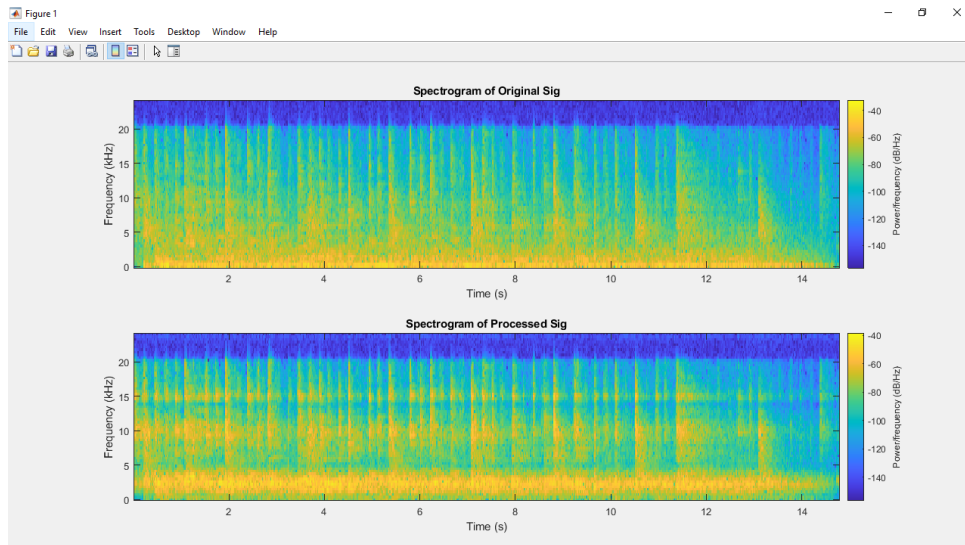 Figure 1
File Edit View Insert Tools Desktop Window Help
Spectrogram of Original Sig
Frequency (kHz)
20
15
10
5
0
2 4 6 8 10 12 14
Time (s)
-40
-60
-80
-100
-120
-140
Power/frequency (dB/Hz)
Spectrogram of Processed Sig
Frequency (kHz)
20
15
10
5
0
2 4 6 8 10 12 14
Time (s)
-40
-60
-80
-100
-120
-140
Power/frequency (dB/Hz)